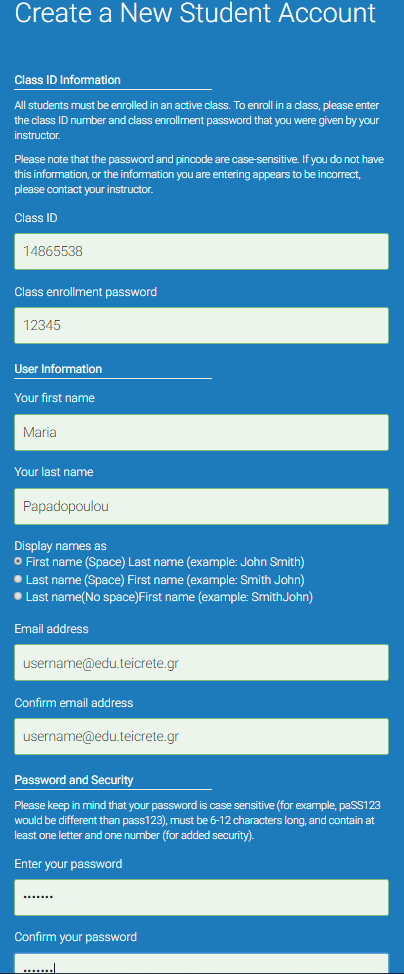 Create a New Student Account
Class ID Information
All students must be enrolled in an active class. To enroll in a class, please enter
the class ID number and class enrollment password that you were given by your
instructor.
Please note that the password and pincode are case-sensitive. If you do not have
this information, or the information you are entering appears to be incorrect,
please contact your instructor.
Class ID
14865538
Class enrollment password
12345
User Information
Your first name
Maria
Your last name
Papadopoulou
Display names as
First name (Space) Last name (example: John Smith)
Last name (Space) First name (example: Smith John)
Last name(No space)First name (example: SmithJohn)
Email address
username@edu.teicrete.gr
Confirm email address
username@edu.teicrete.gr
Password and Security
Please keep in mind that your password is case sensitive (for example, paSS123
would be different than pass123), must be 6-12 characters long, and contain at
least one letter and one number (for added security).
Enter your password
•••••••
Confirm your password
•••••••